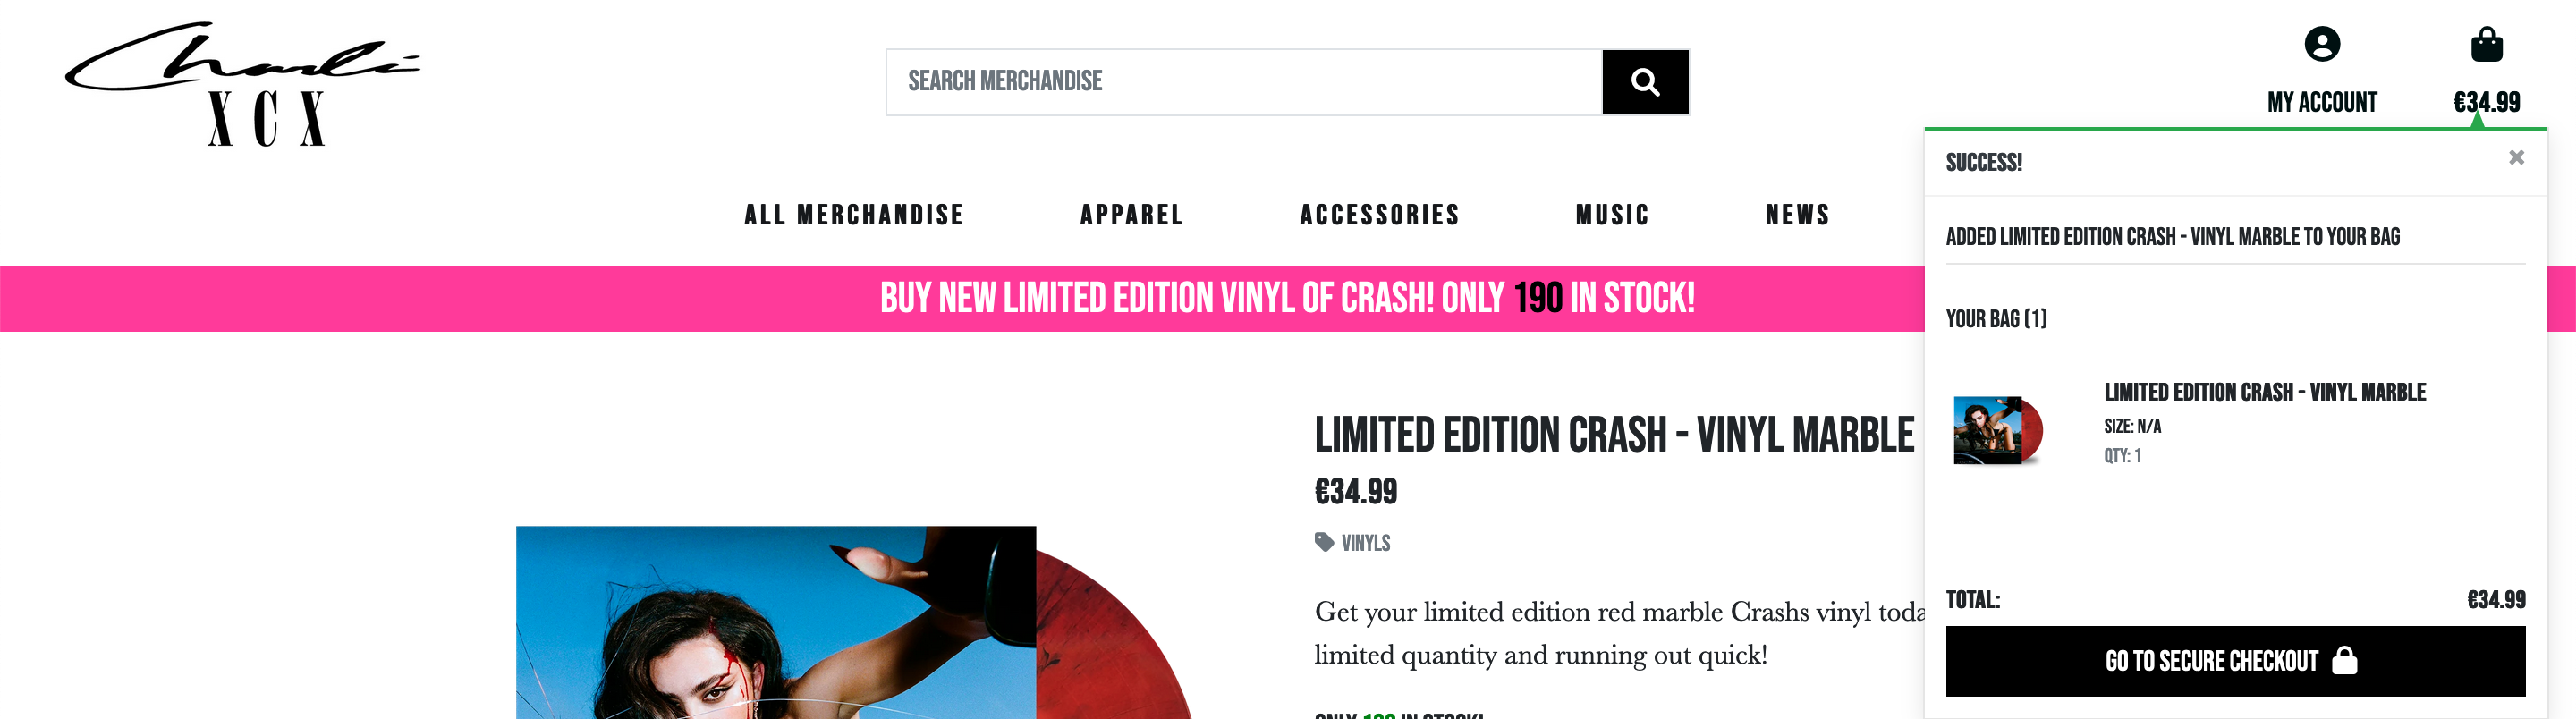 Charli
XCX
SEARCH MERCHANDISE
MY ACCOUNT
€34.99
ALL MERCHANDISE
APPAREL
ACCESSORIES
MUSIC
NEWS
BUY NEW LIMITED EDITION VINYL OF CRASH! ONLY 190 IN STOCK!
LIMITED EDITION CRASH - VINYL MARBLE
€34.99
VINYLS
Get your limited edition red marble Crashs vinyl toda
limited quantity and running out quick!
IN STOCK!
SUCCESS!
ADDED LIMITED EDITION CRASH - VINYL MARBLE TO YOUR BAG
YOUR BAG (1)
LIMITED EDITION CRASH - VINYL MARBLE
SIZE: N/A
QTY: 1
TOTAL:
€34.99
GO TO SECURE CHECKOUT